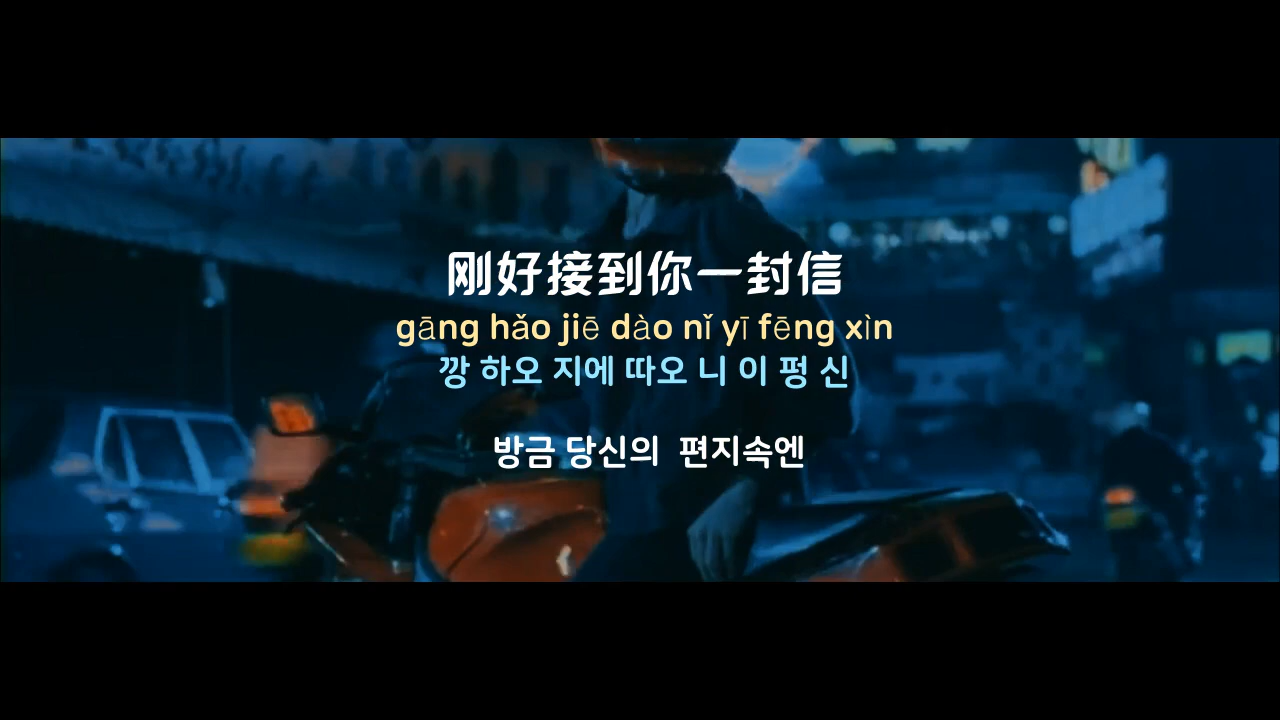 刚好接到你一封信
gāng hǎo jiē dào nǐ yī fēng xìn
깡 하오 지에 따오 니 이 펑 신
방금 당신의 편지속엔